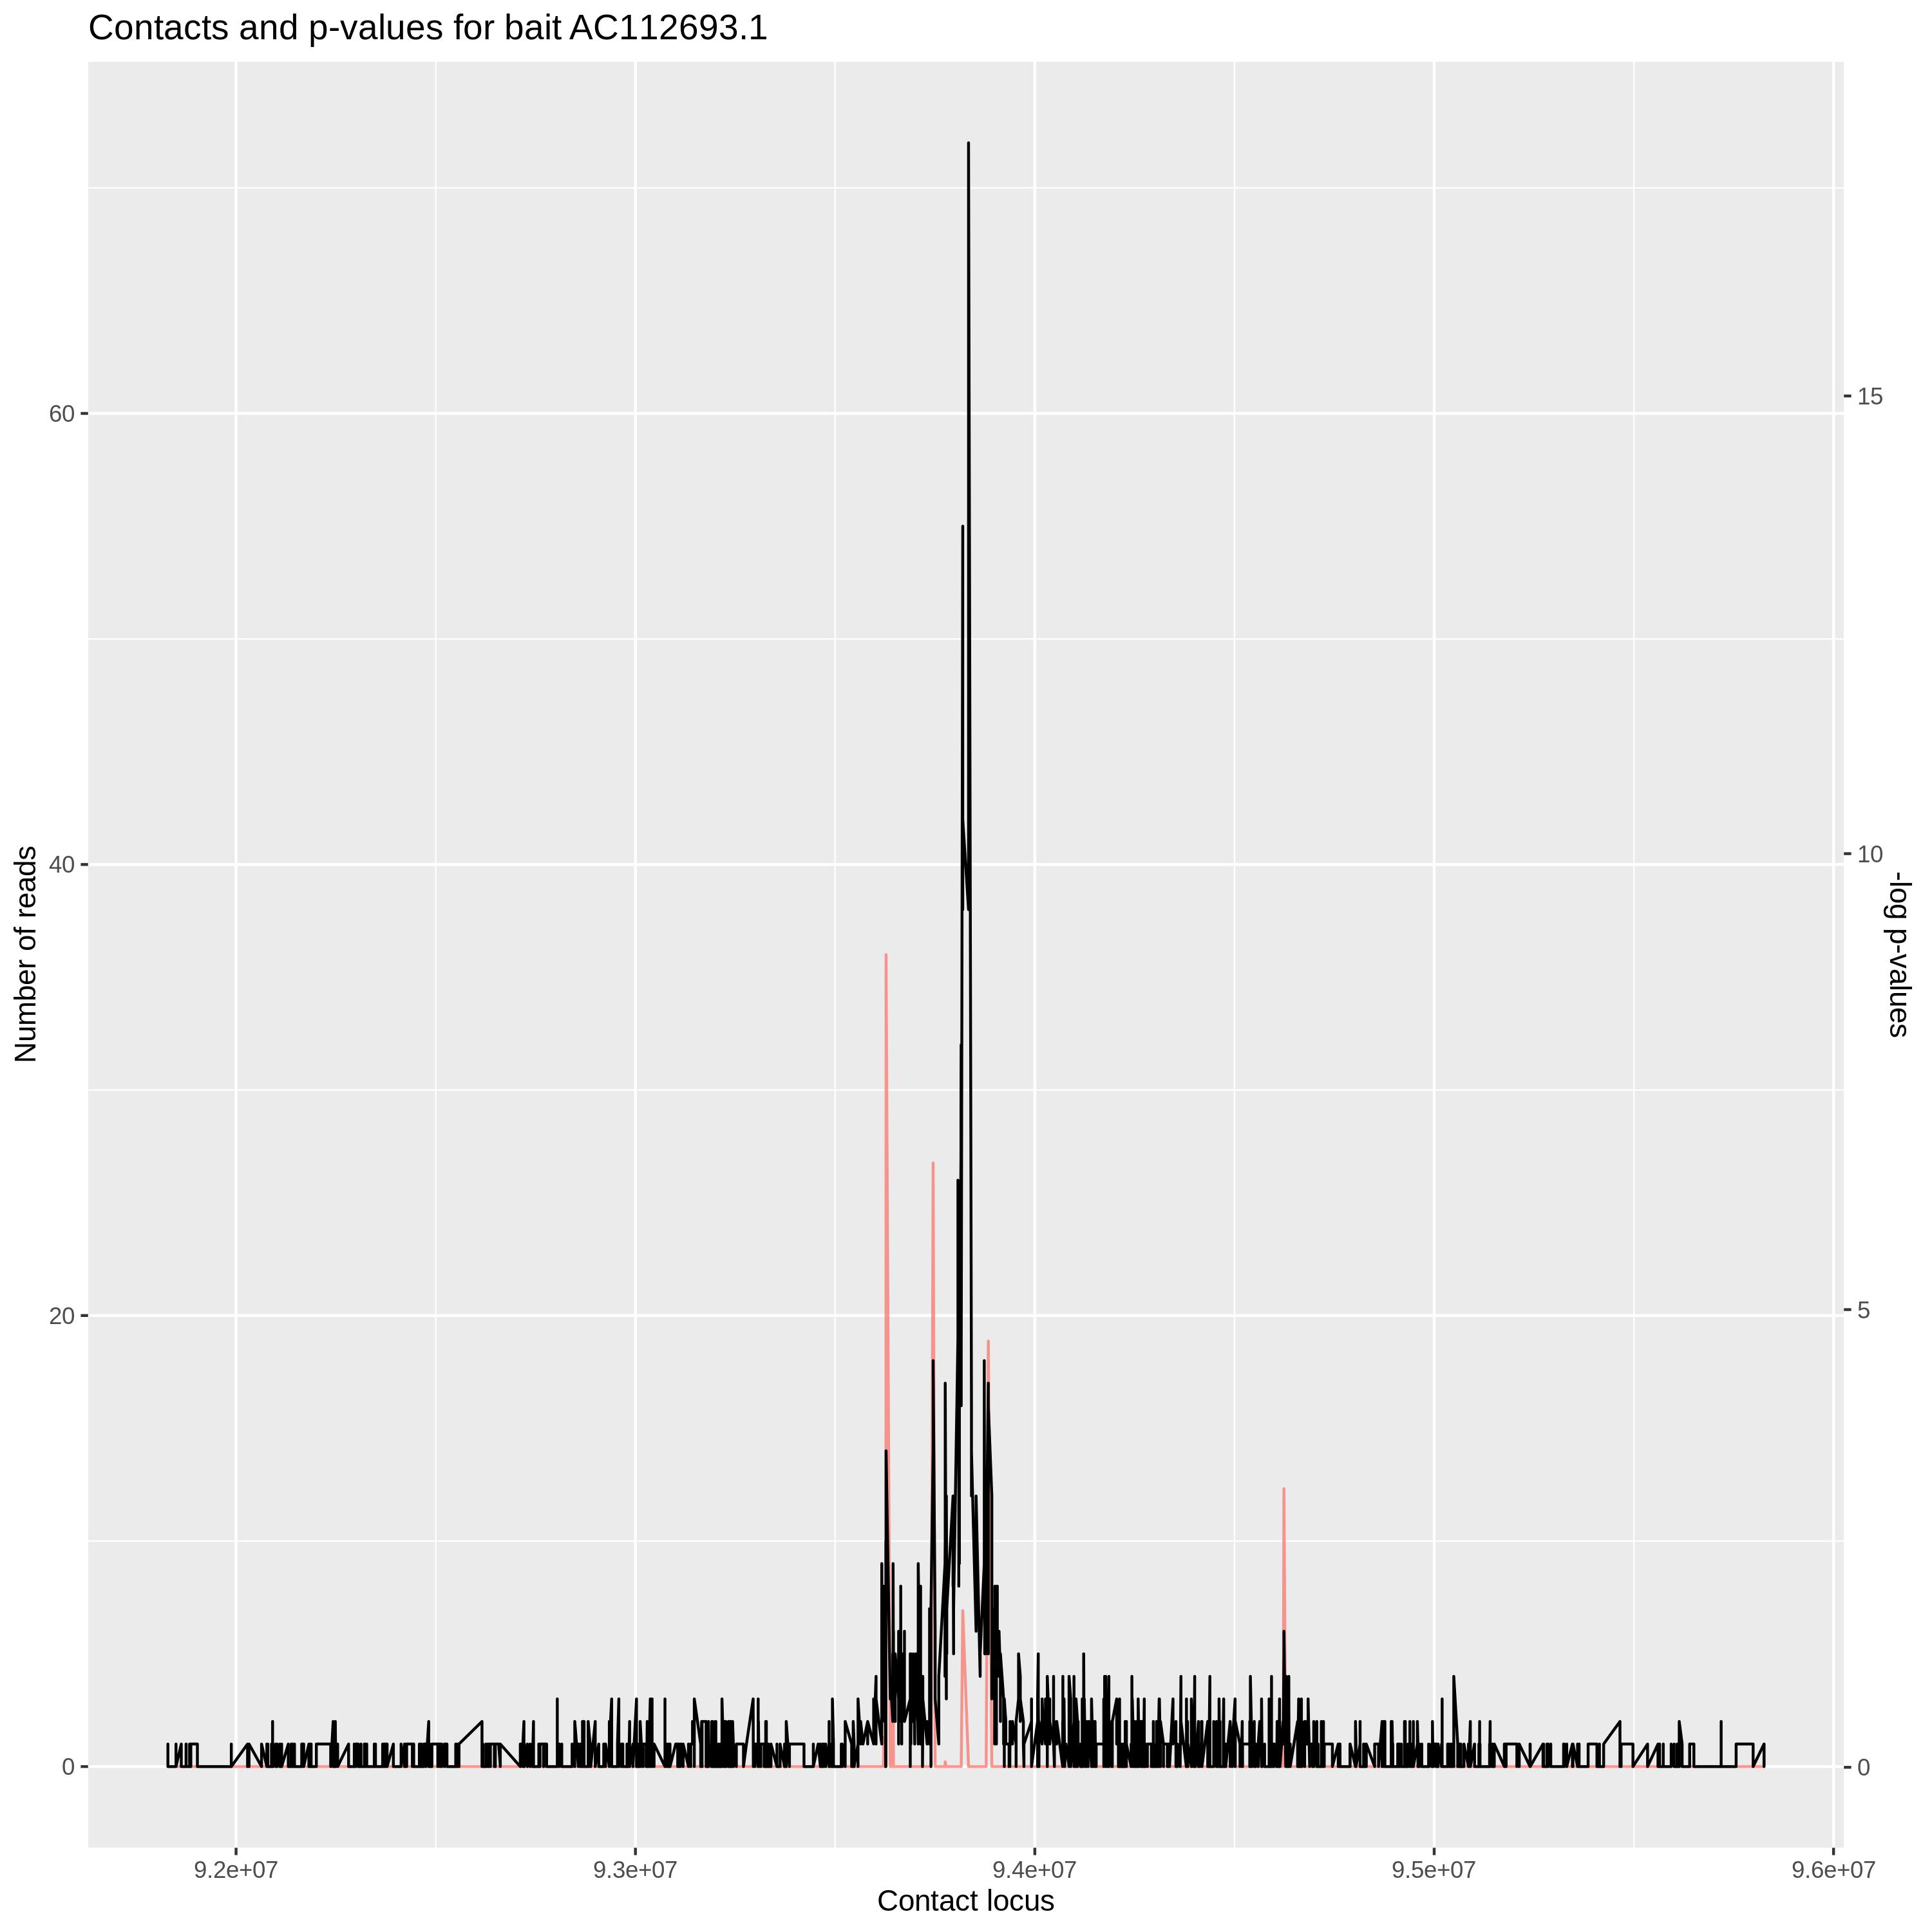 Contacts and p-values for bait AC112693.1
60
40
20
0
15
10
5
0
Number of reads
-log p-values
9.2e+07
9.3e+07
9.4e+07
9.5e+07
9.6e+07
Contact locus